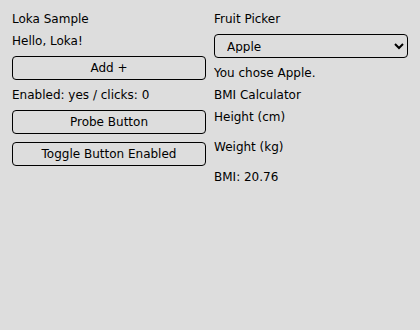 Loka Sample
Hello, Loka!
Add +
Enabled: yes / clicks: 0
Probe Button
Toggle Button Enabled
Fruit Picker
Apple
You chose Apple.
BMI Calculator
Height (cm)
Weight (kg)
BMI: 20.76